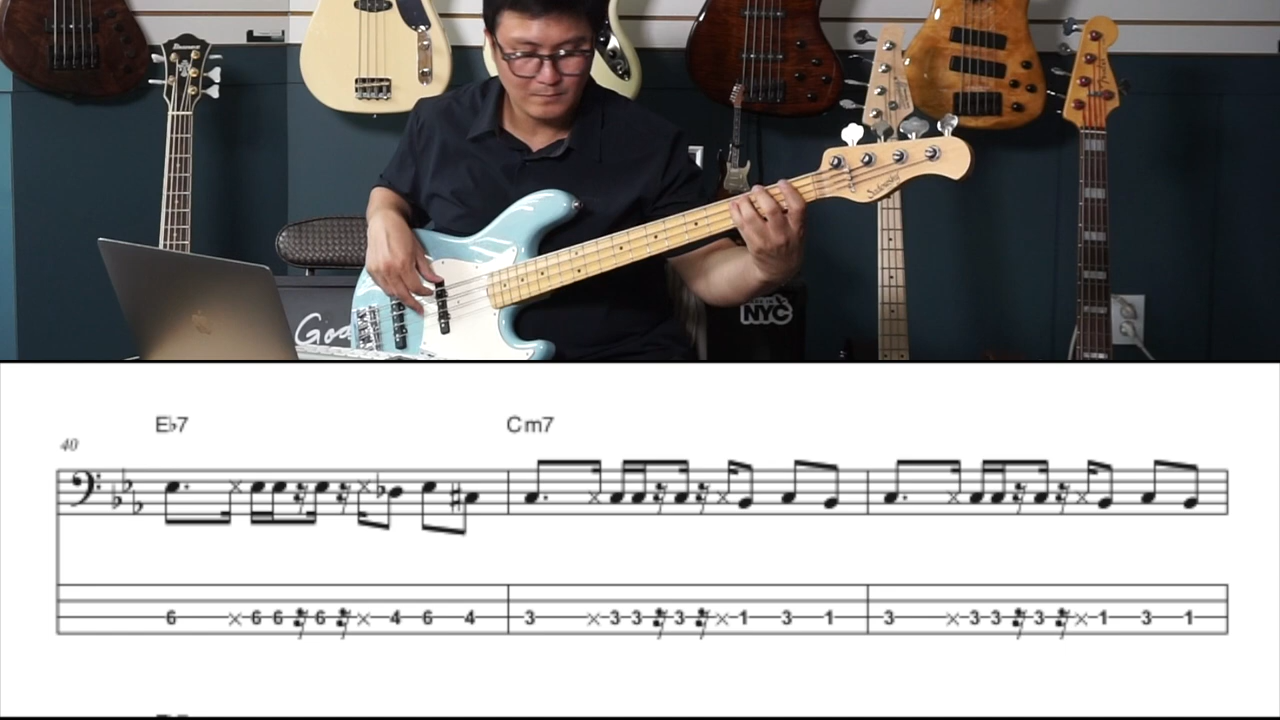 NYC
E♭7
Cm7
40
6 × 6 6 6 × 4 6 4 3 × 3 3 3 × 1 3 1 3 × 3 3 3 × 1 3 1